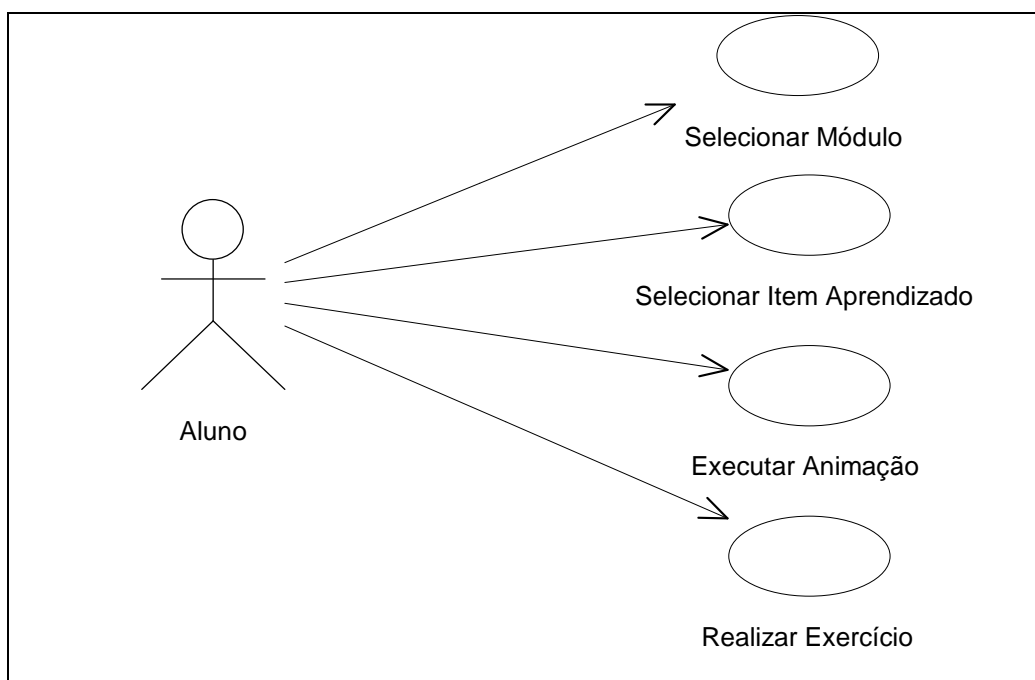 Selecionar Módulo
Selecionar Item Aprendizado
Aluno
Executar Animação
Realizar Exercício